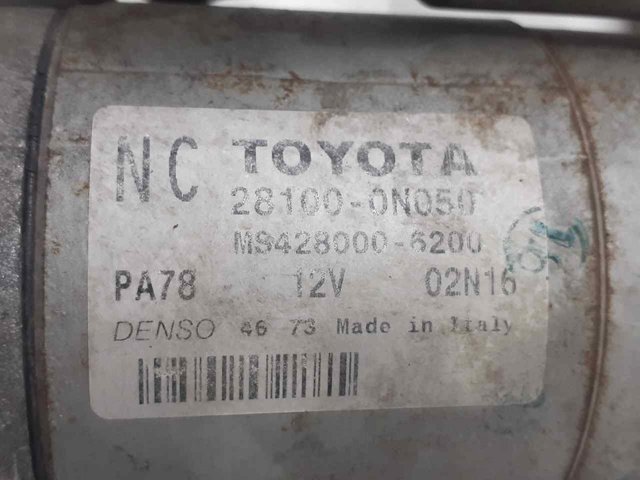 NC TOYOTA
28100-0N050
MS428000-6200
PA78 12V 02N16
DENSO 46 73 Made in Italy